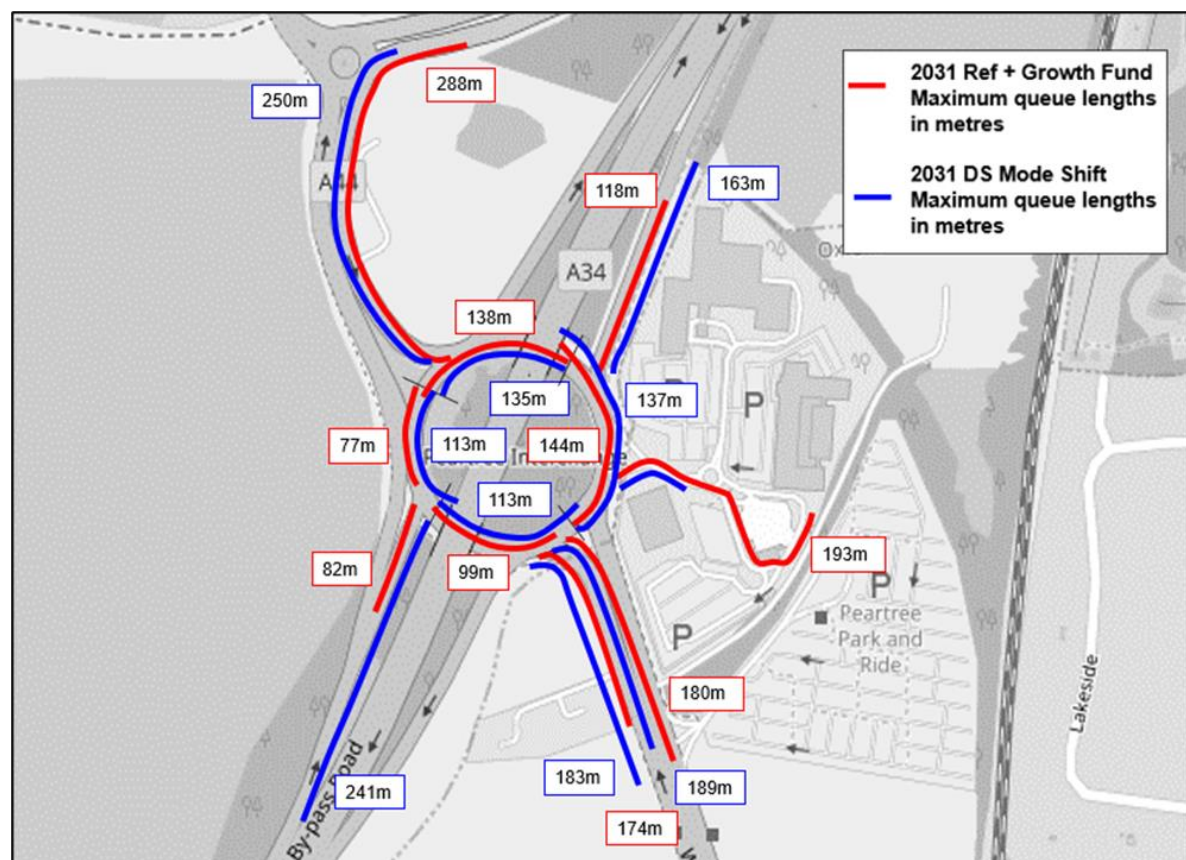 2031 Ref + Growth Fund
Maximum queue lengths
in metres
2031 DS Mode Shift
Maximum queue lengths
in metres
288m
250m
A44
118m
163m
A34
138m
135m
137m
77m
113m
144m
P
113m
82m
99m
193m
P
Peartree
Park and
Ride
P
180m
Lakeside
241m
183m
189m
174m
By-pass Road